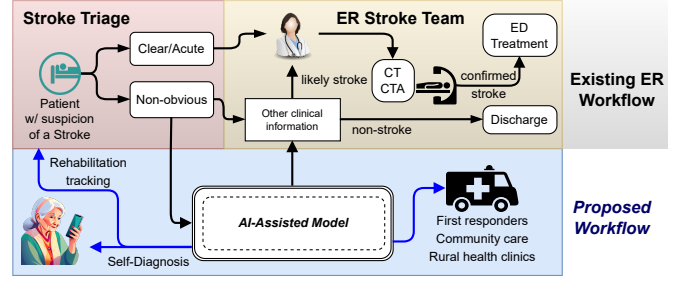 Stroke Triage
ER Stroke Team
Clear/Acute
Non-obvious
Patient
w/ suspicion
of a Stroke
likely stroke
CT
CTA
confirmed
stroke
ED
Treatment
Other clinical
information
non-stroke
Discharge
Existing ER
Workflow
Rehabilitation
tracking
Self-Diagnosis
AI-Assisted Model
First responders
Community care
Rural health clinics
Proposed
Workflow